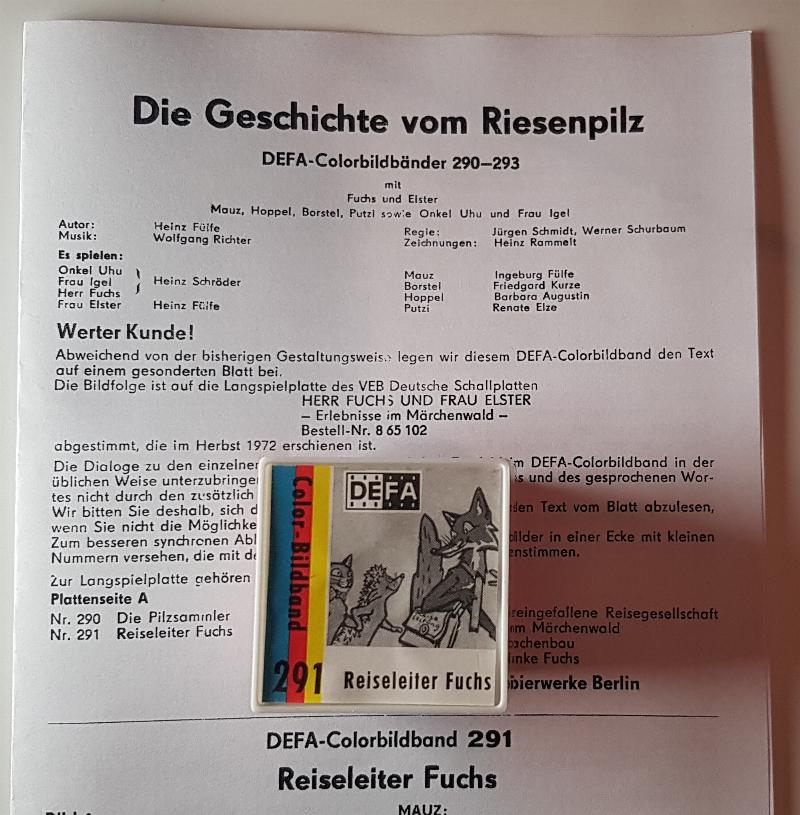 Die Geschichte vom Riesenpilz
DEFA-Colorbildbänder 290–293
mit
Fuchs und Elster
Mauz, Hoppel, Borstel, Putzi sowie Onkel Uhu und Frau Igel
Autor: Heinz Fülfe
Musik: Wolfgang Richter
Regie: Jürgen Schmidt, Werner Schurbaum
Zeichnungen: Heinz Rammelt
Es spielen:
Onkel Uhu
Frau Igel
Herr Fuchs
Heinz Schröder
Frau Elster Heinz Fülfe
Mauz Ingeburg Fülfe
Borstel Friedgard Kurze
Hoppel Barbara Augustin
Putzi Renate Elze
Werter Kunde!
Abweichend von der bisherigen Gestaltungsweise legen wir diesem DEFA-Colorbildband den Text
auf einem gesonderten Blatt bei.
Die Bildfolge ist auf die Langspielplatte des VEB Deutsche Schallplatten
HERR FUCHS UND FRAU ELSTER
– Erlebnisse im Märchenwald –
Bestell-Nr. 8 65 102
abgestimmt, die im Herbst 1972 erschienen ist.
Die Dialoge zu den einzelnen DEFA-Colorbildband in der
üblichen Weise unterzubringen und des gesprochenen Wor-
tes nicht durch den zusätzlich
Wir bitten Sie deshalb, sich den Text vom Blatt abzulesen,
wenn Sie nicht die Möglichke
Zum besseren synchronen Abl bilder in einer Ecke mit kleinen
Nummern versehen, die mit de enstimmen.
Zur Langspielplatte gehören
Plattenseite A
Nr. 290 Die Pilzsammler
Nr. 291 Reiseleiter Fuchs
reingefallene Reisegesellschaft
m Märchenwald
achenbau
inke Fuchs
bierwerke Berlin
DEFA
Color-Bildband
291 Reiseleiter Fuchs
DEFA-Colorbildband 291
Reiseleiter Fuchs
MAUZ: